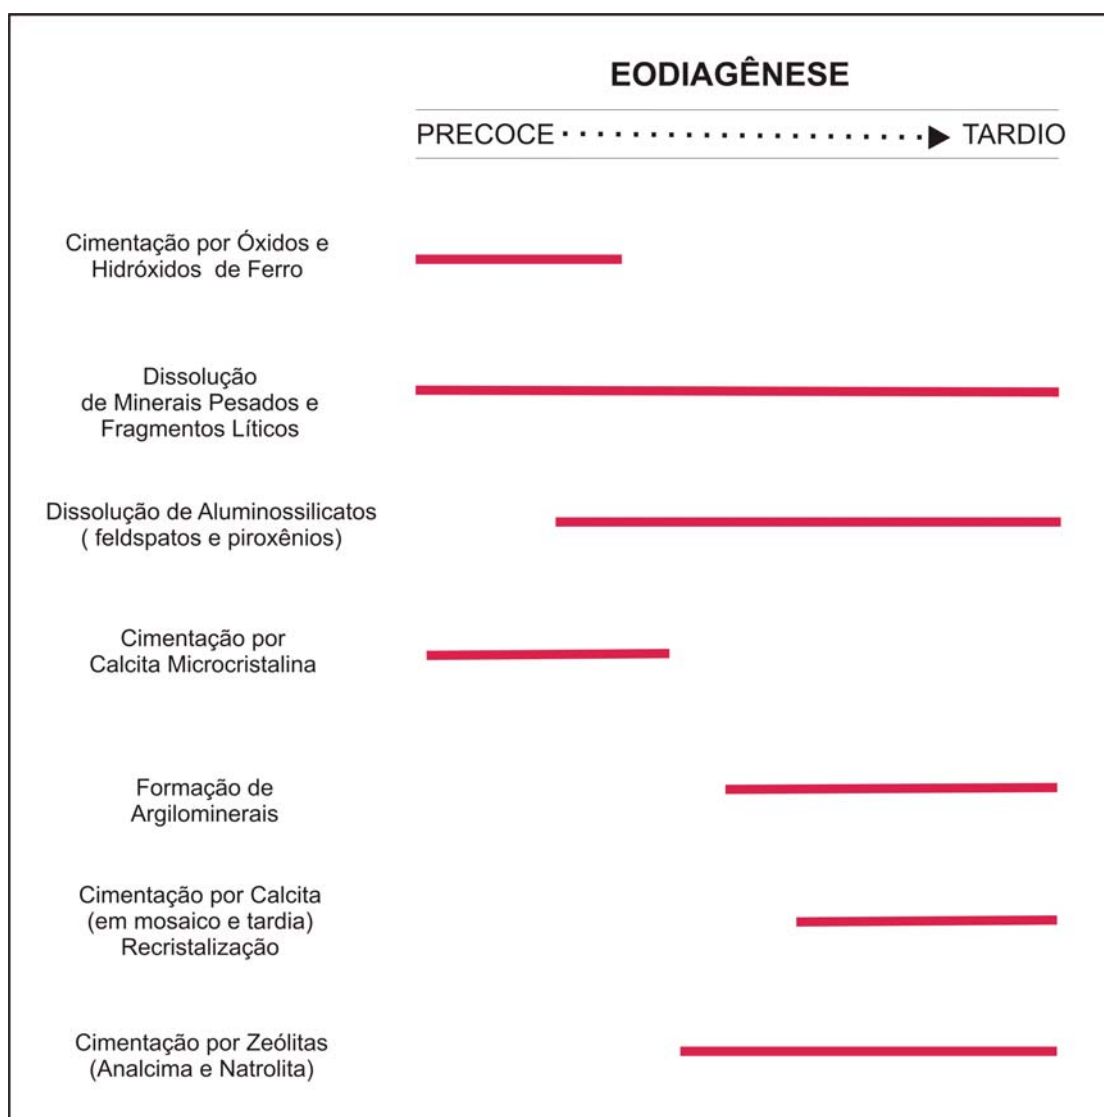 EODIAGÊNESE
PRECOCE TARDIO
Cimentação por Óxidos e
Hidróxidos de Ferro
Dissolução
de Minerais Pesados e
Fragmentos Líticos
Dissolução de Aluminossilicatos
( feldspatos e piroxênios)
Cimentação por
Calcita Microcristalina
Formação de
Argilominerais
Cimentação por Calcita
(em mosaico e tardia)
Recristalização
Cimentação por Zeólitas
(Analcima e Natrolita)